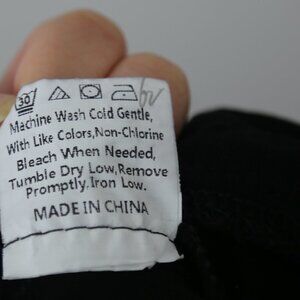 30
Machine Wash Cold Gentle,
With Like Colors,Non-Chlorine
Bleach When Needed,
Tumble Dry Low,Remove
Promptly.Iron Low.
MADE IN CHINA